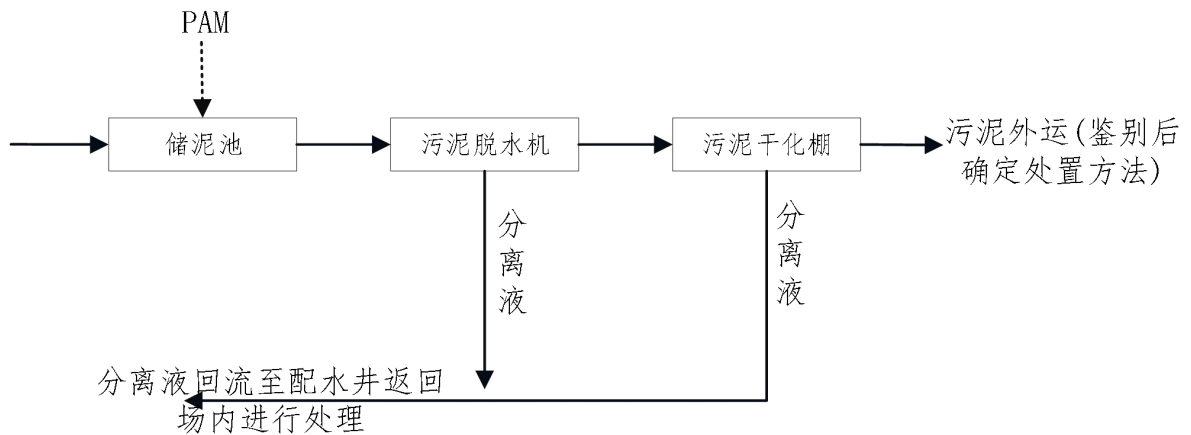 PAM
储泥池
污泥脱水机
污泥干化棚
污泥外运(鉴别后
确定处置方法)
分离液
分离液
分离液回流至配水井返回
场内进行处理